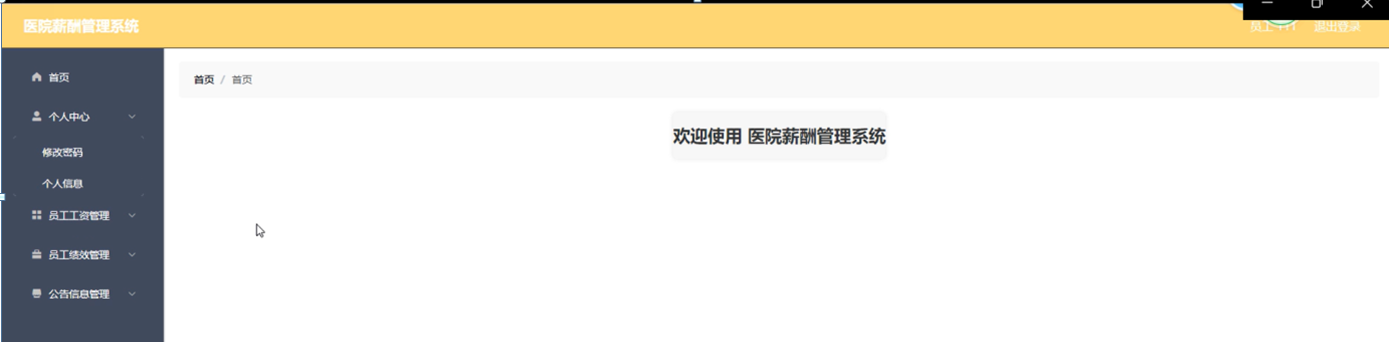 医院薪酬管理系统
员工 退出登录
首页
首页 / 首页
欢迎使用 医院薪酬管理系统
个人中心
修改密码
个人信息
员工工资管理
员工绩效管理
公告信息管理